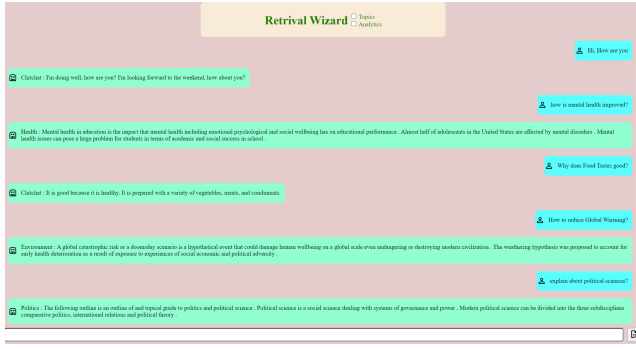 Retrival Wizard
Topics
Analytics
Hi, How are you
Chitchat : I'm doing well, how are you? I'm looking forward to the weekend, how about you?
how is mental health improved?
Health : Mental health in education is the impact that mental health including emotional psychological and social wellbeing has on educational performance . Almost half of adolescents in the United States are affected by mental disorders . Mental
health issues can pose a huge problem for students in terms of academic and social success in school .
Why does Food Tastes good?
Chitchat : It is good because it is healthy. It is prepared with a variety of vegetables, meats, and condiments.
How to reduce Global Warming?
Environment : A global catastrophic risk or a doomsday scenario is a hypothetical event that could damage human wellbeing on a global scale even endangering or destroying modern civilization . The weathering hypothesis was proposed to account for
early health deterioration as a result of exposure to experiences of social economic and political adversity .
explain about political sciences?
Politics : The following outline is an outline of and topical guide to politics and political science . Political science is a social science dealing with systems of governance and power . Modern political science can be divided into the three subdisciplines
comparative politics, international relations and political theory .